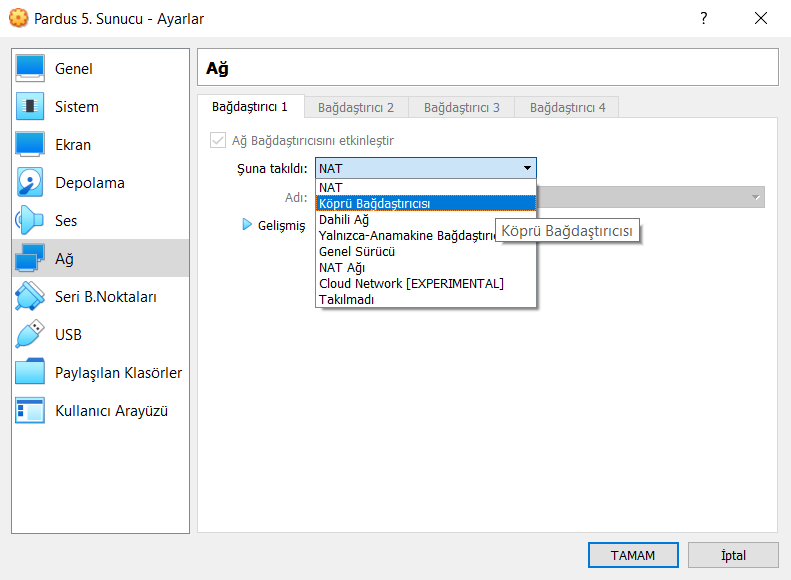 Pardus 5. Sunucu - Ayarlar
?
Genel
Sistem
Ekran
Depolama
Ses
Ağ
Seri B.Noktaları
USB
Paylaşılan Klasörler
Kullanıcı Arayüzü
Ağ
Bağdaştırıcı 1
Bağdaştırıcı 2
Bağdaştırıcı 3
Bağdaştırıcı 4
Ağ Bağdaştırıcısını etkinleştir
Şuna takıldı: NAT
NAT
Adı:
Köprü Bağdaştırıcısı
Dahili Ağ
Gelişmiş
Yalnızca-Anamakine Bağdaştırıc
Köprü Bağdaştırıcısı
Genel Sürücü
NAT Ağı
Cloud Network [EXPERIMENTAL]
Takılmadı
TAMAM
İptal